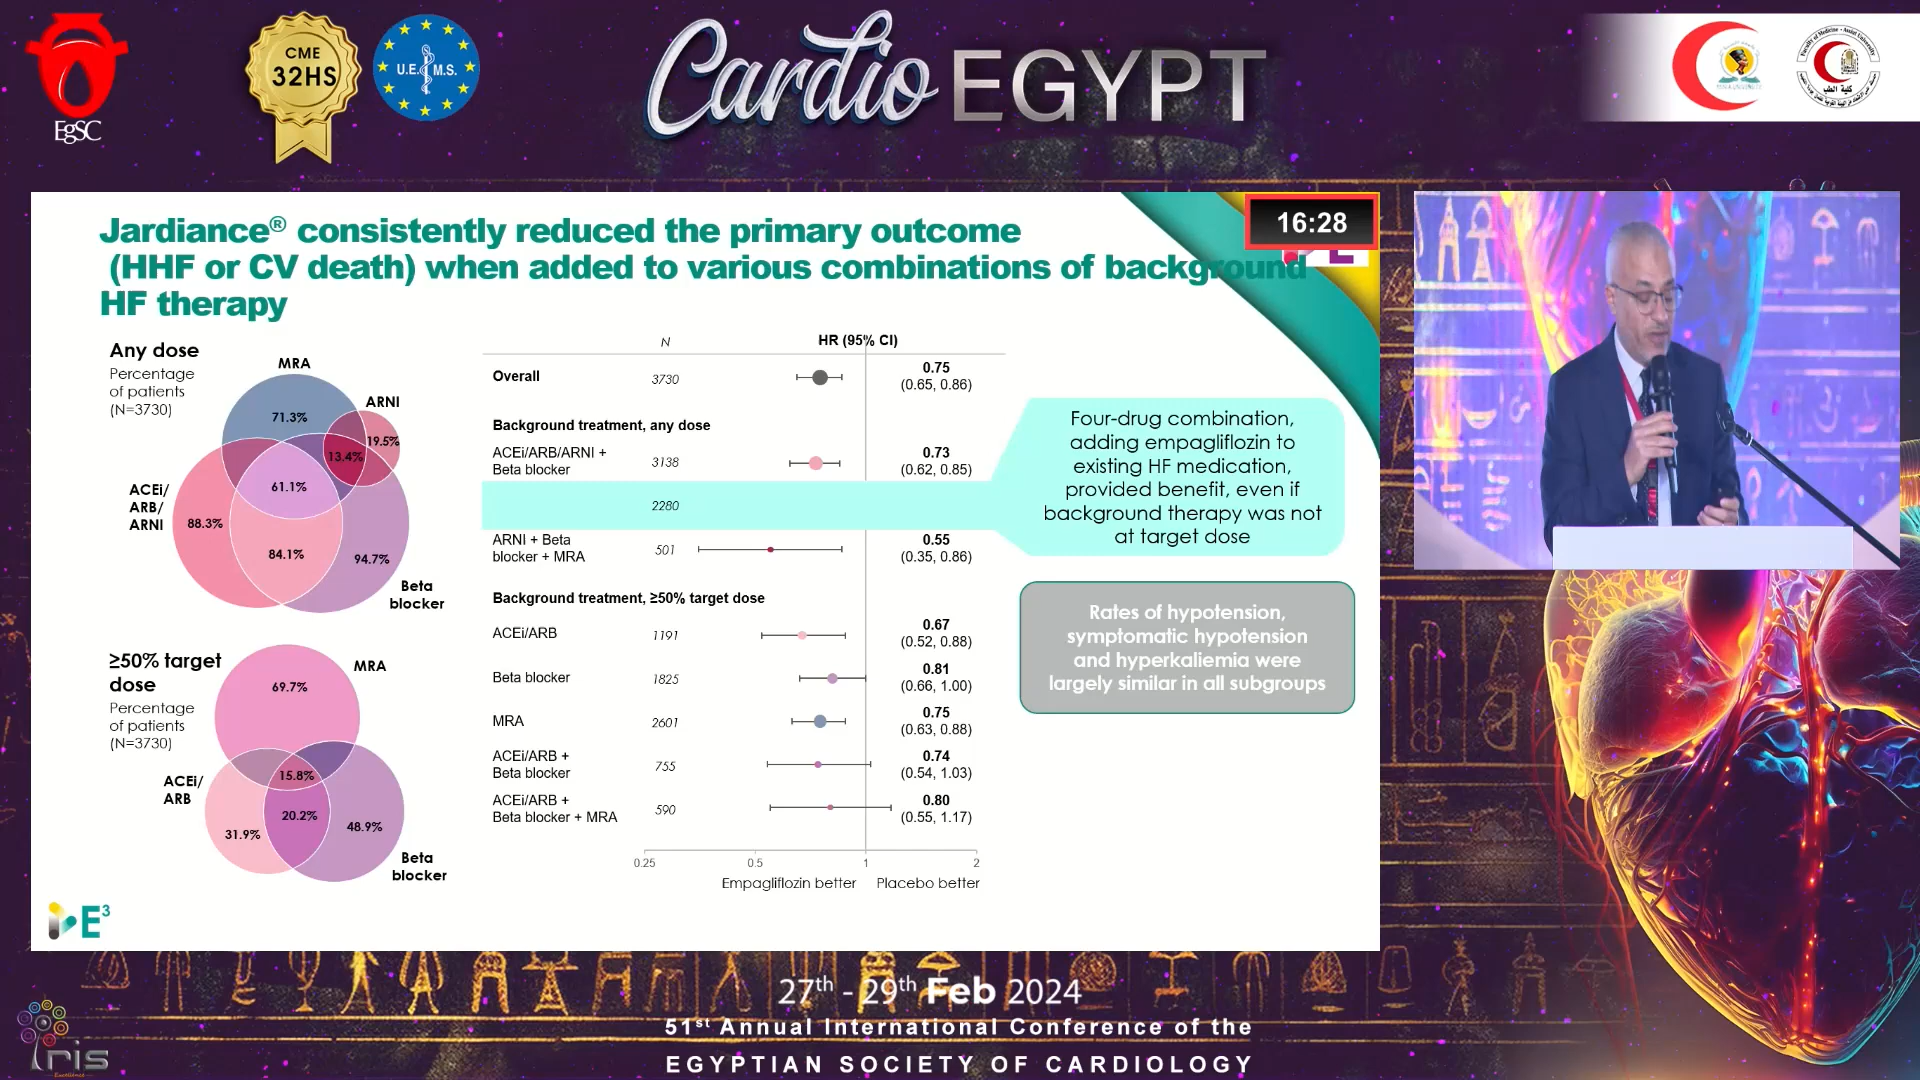 EgSC
CME
32HS
U.E.M.S.
Cardio EGYPT
كلية الطب
Jardiance® consistently reduced the primary outcome
(HHF or CV death) when added to various combinations of background
HF therapy
16:28
Any dose
Percentage
of patients
(N=3730)
MRA
71.3%
ARNI
19.5%
13.4%
61.1%
ACEi/
ARB/
ARNI
88.3%
84.1%
94.7%
Beta
blocker
≥50% target
dose
Percentage
of patients
(N=3730)
MRA
69.7%
15.8%
ACEi/
ARB
20.2%
31.9%
48.9%
Beta
blocker
N
HR (95% CI)
Overall
3730
0.75
(0.65, 0.86)
Background treatment, any dose
ACEi/ARB/ARNI +
Beta blocker
3138
0.73
(0.62, 0.85)
2280
ARNI + Beta
blocker + MRA
501
0.55
(0.35, 0.86)
Background treatment, ≥50% target dose
ACEi/ARB
1191
0.67
(0.52, 0.88)
Beta blocker
1825
0.81
(0.66, 1.00)
MRA
2601
0.75
(0.63, 0.88)
ACEi/ARB +
Beta blocker
755
0.74
(0.54, 1.03)
ACEi/ARB +
Beta blocker + MRA
590
0.80
(0.55, 1.17)
0.25
0.5
1
2
Empagliflozin better
Placebo better
Four-drug combination,
adding empagliflozin to
existing HF medication,
provided benefit, even if
background therapy was not
at target dose
Rates of hypotension,
symptomatic hypotension
and hyperkaliemia were
largely similar in all subgroups
E³
27th - 29th Feb 2024
51st Annual International Conference of the
EGYPTIAN SOCIETY OF CARDIOLOGY
Iris